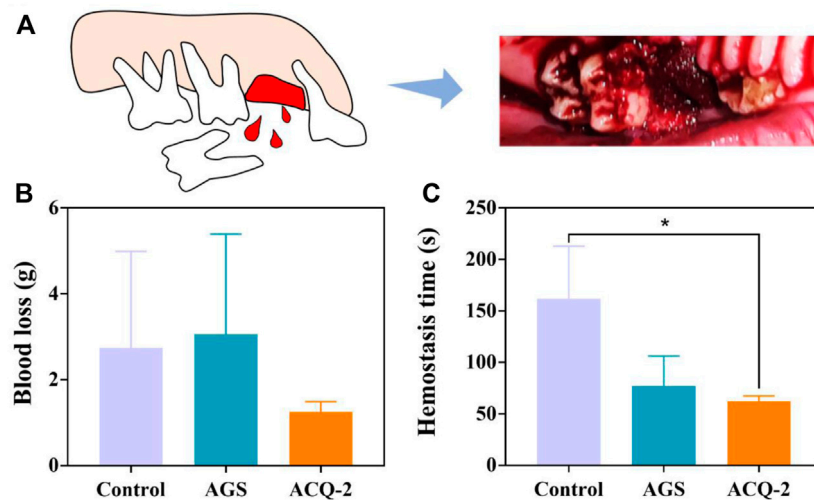 A
B
Blood loss (g)
6
4
2
0
Control AGS ACQ-2
C
Hemostasis time (s)
250
200
150
100
50
0
*
Control AGS ACQ-2